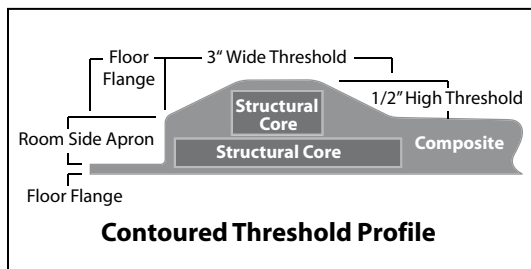 Floor
Flange
3“ Wide Threshold
1/2” High Threshold
Structural
Core
Room Side Apron
Structural Core
Composite
Floor Flange
Contoured Threshold Profile